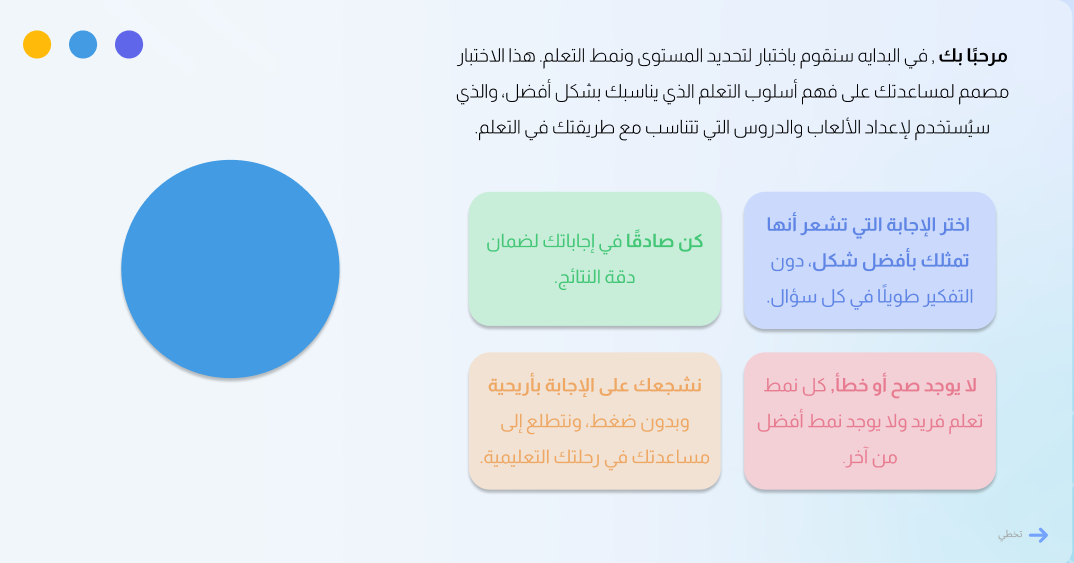 مرحبًا بك , في البدايه سنقوم باختبار لتحديد المستوى ونمط التعلم. هذا الاختبار
مصمم لمساعدتك على فهم أسلوب التعلم الذي يناسبك بشكل أفضل، والذي
سيُستخدم لإعداد الألعاب والدروس التي تتناسب مع طريقتك في التعلم.
اختر الإجابة التي تشعر أنها
تمثلك بأفضل شكل، دون
التفكير طويلًا في كل سؤال.
كن صادقًا في إجاباتك لضمان
دقة النتائج.
لا يوجد صح أو خطأ, كل نمط
تعلم فريد ولا يوجد نمط أفضل
من آخر.
نشجعك على الإجابة بأريحية
وبدون ضغط، ونتطلع إلى
مساعدتك في رحلتك التعليمية.
تخطي